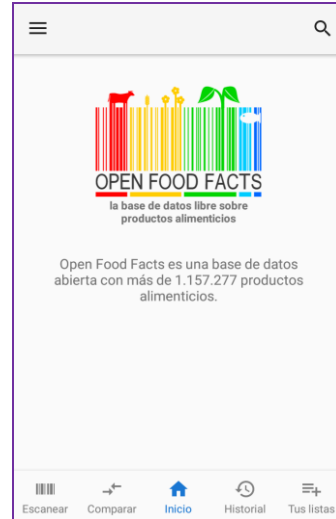 OPEN FOOD FACTS
la base de datos libre sobre
productos alimenticios
Open Food Facts es una base de datos
abierta con más de 1.157.277 productos
alimenticios.
Escanear Comparar Inicio Historial Tus listas